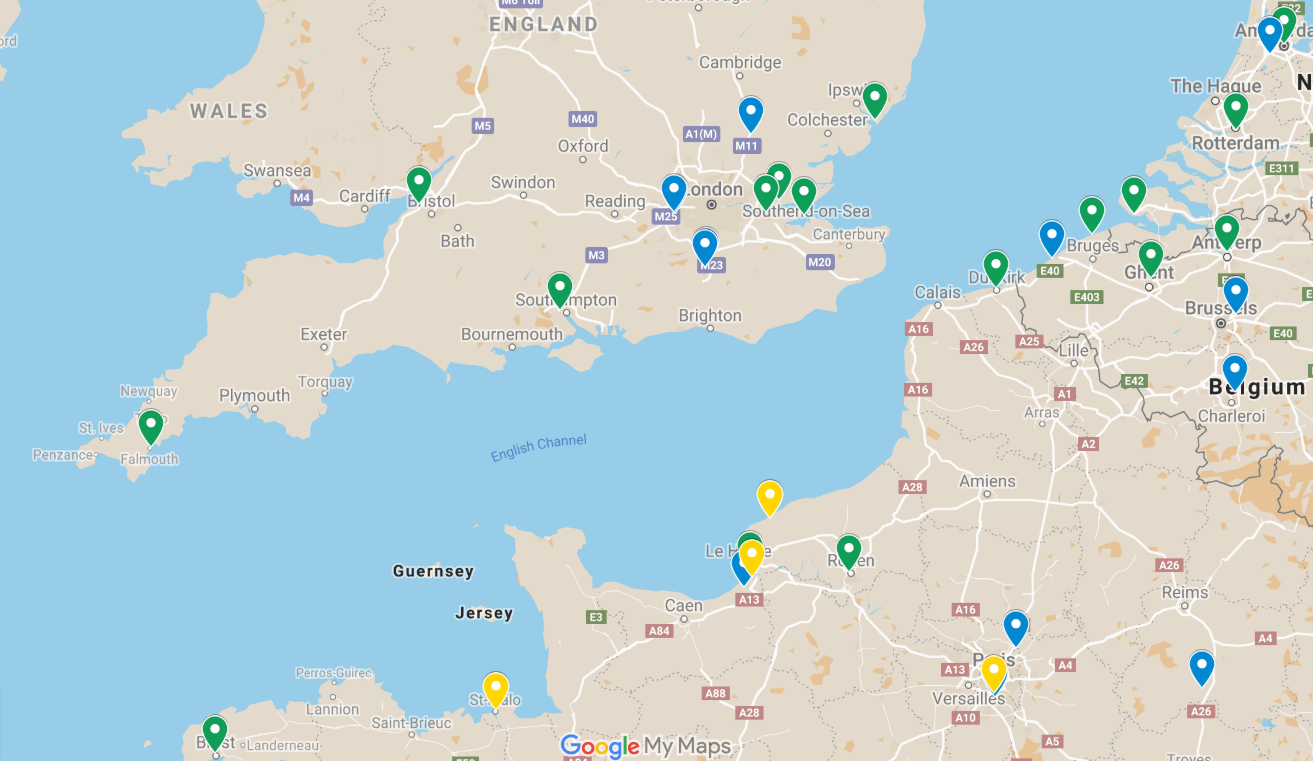 M6 Toll
ENGLAND
Cambridge
WALES
M5
M40
A1(M)
M11
Colchester
Oxford
Swansea
M4
Cardiff
Swindon
Reading
M25
London
Southend-on-Sea
Bristol
Bath
M3
M23
M20
Canterbury
Southampton
Bournemouth
Brighton
Exeter
Torquay
Newquay
Plymouth
St. Ives
Penzance
Falmouth
English Channel
E22
The Hague
Rotterdam
E311
Bruges
Antwerp
Ghent
E40
E403
Dunkirk
Calais
Brussels
E40
A16
A26
A25
Lille
E42
Belgium
Charleroi
A16
A1
Arras
A2
A28
Amiens
Le Havre
Rouen
A13
Caen
E3
A84
Guernsey
Jersey
A26
Reims
A16
A4
Paris
A13
A4
Versailles
A10
A5
A26
Troyes
A88
A28
Perros-Guirec
Lannion
St-Malo
Saint-Brieuc
Brest
Landerneau
Google My Maps